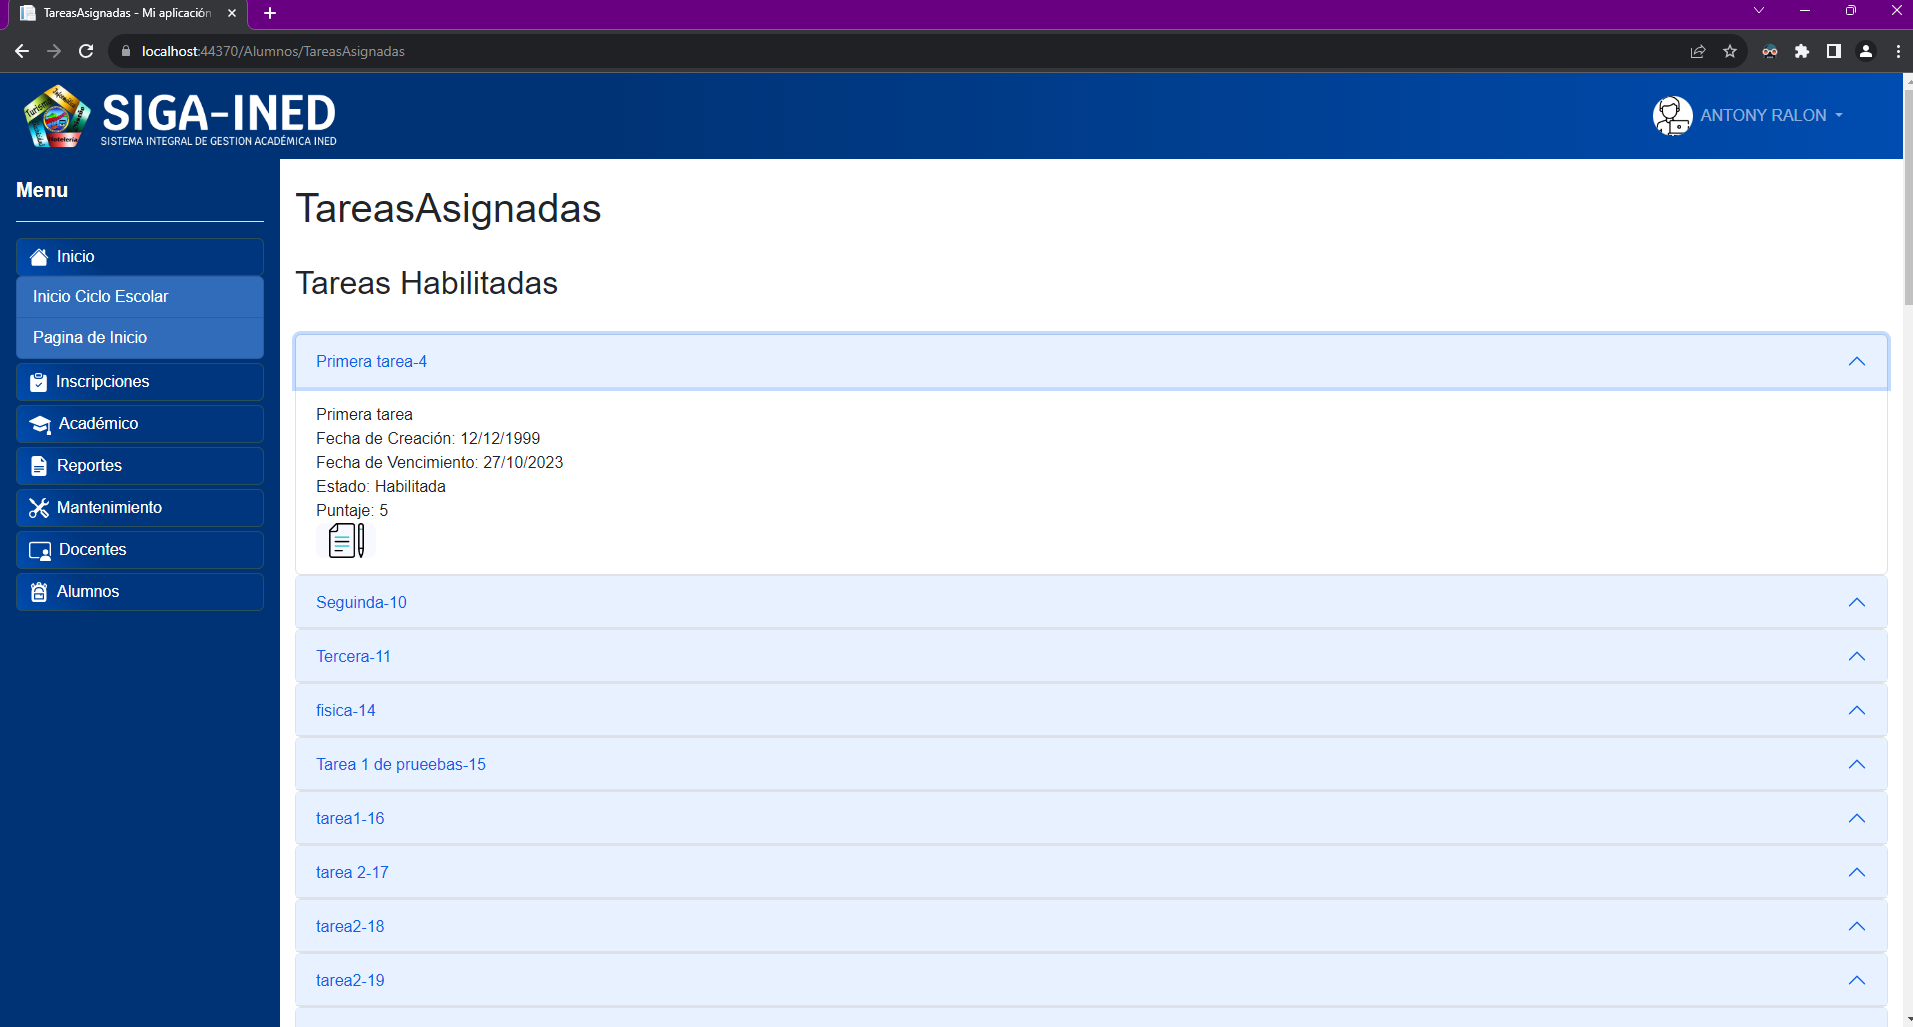 TareasAsignadas - Mi aplicación
localhost:44370/Alumnos/TareasAsignadas
SIGA-INED
SISTEMA INTEGRAL DE GESTION ACADÉMICA INED
ANTONY RALON
Menu
Inicio
Inicio Ciclo Escolar
Pagina de Inicio
Inscripciones
Académico
Reportes
Mantenimiento
Docentes
Alumnos
TareasAsignadas
Tareas Habilitadas
Primera tarea-4
Primera tarea
Fecha de Creación: 12/12/1999
Fecha de Vencimiento: 27/10/2023
Estado: Habilitada
Puntaje: 5
Seguinda-10
Tercera-11
fisica-14
Tarea 1 de prueebas-15
tarea1-16
tarea 2-17
tarea2-18
tarea2-19